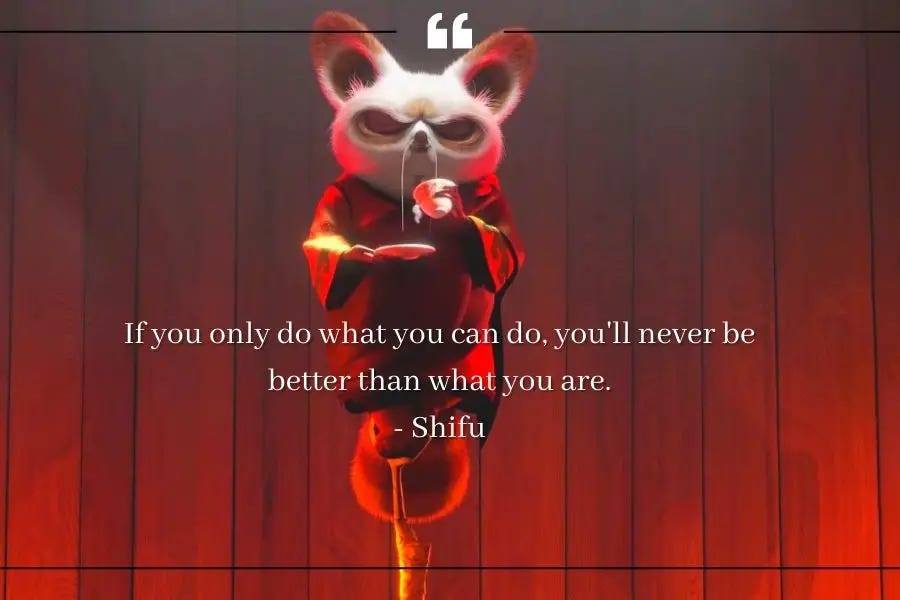 ❝
If you only do what you can do, you'll never be
better than what you are.
- Shifu